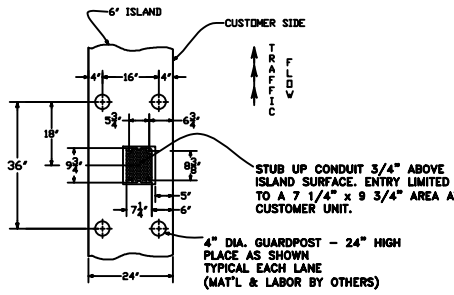 6" ISLAND
CUSTOMER SIDE
TRAFFIC
FLOW
4"
16"
4"
18"
5 3/4"
6 3/4"
36"
9 3/4"
8 3/8"
5"
7 1/4"
6"
24"
STUB UP CONDUIT 3/4" ABOVE
ISLAND SURFACE. ENTRY LIMITED
TO A 7 1/4" x 9 3/4" AREA A
CUSTOMER UNIT.
4" DIA. GUARDPOST - 24" HIGH
PLACE AS SHOWN
TYPICAL EACH LANE
(MAT'L & LABOR BY OTHERS)